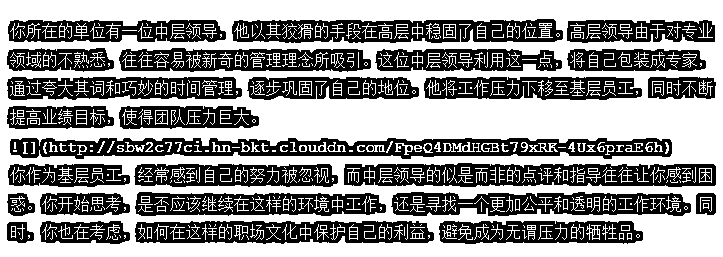 你所在的单位有一位中层领导，他以其狡猾的手段在高层中稳固了自己的位置。高层领导由于对专业
领域的不熟悉，往往容易被新奇的管理理念所吸引。这位中层领导利用这一点，将自己包装成专家，
通过夸大其词和巧妙的时间管理，逐步巩固了自己的地位。他将工作压力下移至基层员工，同时不断
提高业绩目标，使得团队压力巨大。
![](http://sbw2c77ci.hn-bkt.clouddn.com/FpeQ4DMdHGBt79xRK-4Ux6praE6h)
你作为基层员工，经常感到自己的努力被忽视，而中层领导的似是而非的点评和指导往往让你感到困
惑。你开始思考，是否应该继续在这样的环境中工作，还是寻找一个更加公平和透明的工作环境。同
时，你也在考虑，如何在这样的职场文化中保护自己的利益，避免成为无谓压力的牺牲品。